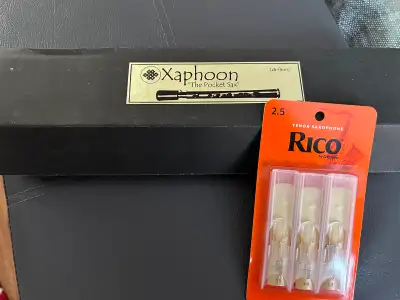 Xaphoon
"The Pocket Sax"
2.5
TENOR SAXOPHONE
RICO